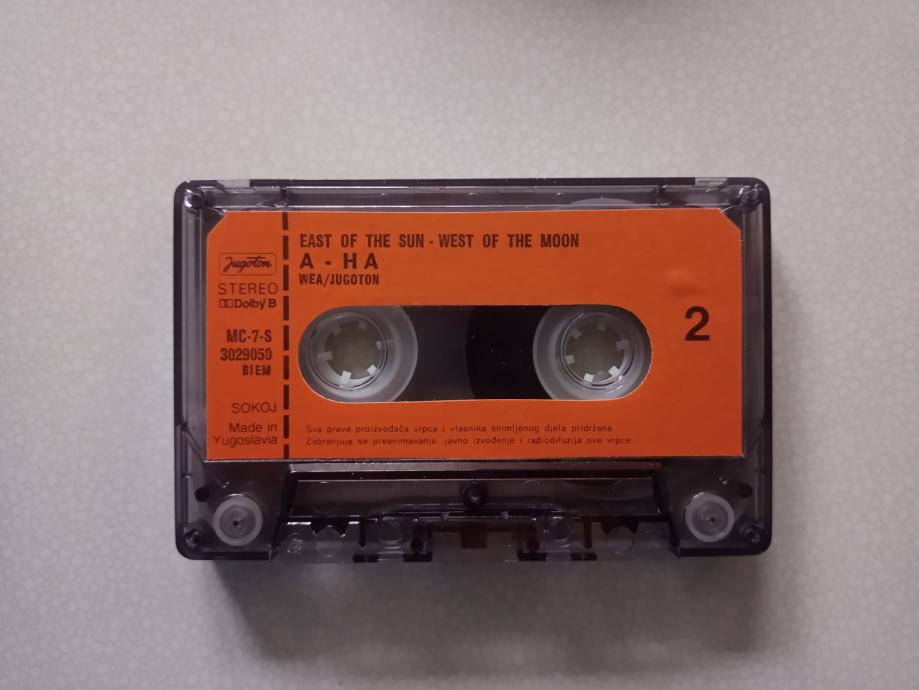 EAST OF THE SUN - WEST OF THE MOON
A - HA
WEA/JUGOTON
Jugoton
STEREO
Dolby B
MC-7-S
3029050
BIEM
SOKOJ
Made in
Yugoslavia
2
Sva prava proizvođača vrpca i vlasnika snimljenog djela pridržana
Zabranjuje se presnimavanje, javno izvođenje i radiodifuzija ove vrpce